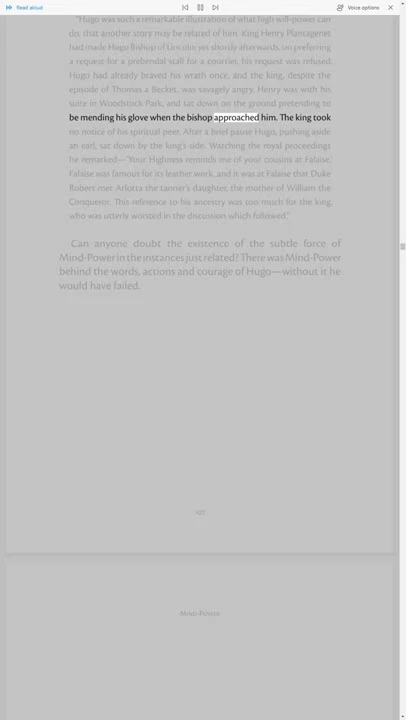 Read aloud
Voice options
"Hugo was such a remarkable illustration of what high will-power can
do, that another story may be related of him. King Henry Plantagenet
had made Hugo Bishop of Lincoln, yet shortly afterwards, on preferring
a request for a prebendal stall for a courtier, his request was refused.
Hugo had already braved his wrath once, and the king, despite the
episode of Thomas a Becket, was savagely angry. Henry was with his
suite in Woodstock Park, and sat down on the ground pretending to
be mending his glove when the bishop approached him. The king took
no notice of his spiritual peer. After a brief pause Hugo, pushing aside
an earl, sat down by the king's side. Watching the royal proceedings
he remarked—'Your Highness reminds me of your cousins at Falaise.'
Falaise was famous for its leather work, and it was at Falaise that Duke
Robert met Arlotta the tanner's daughter, the mother of William the
Conqueror. This reference to his ancestry was too much for the king,
who was utterly worsted in the discussion which followed."
Can anyone doubt the existence of the subtle force of
Mind-Power in the instances just related? There was Mind-Power
behind the words, actions and courage of Hugo—without it he
would have failed.
Mind-Power